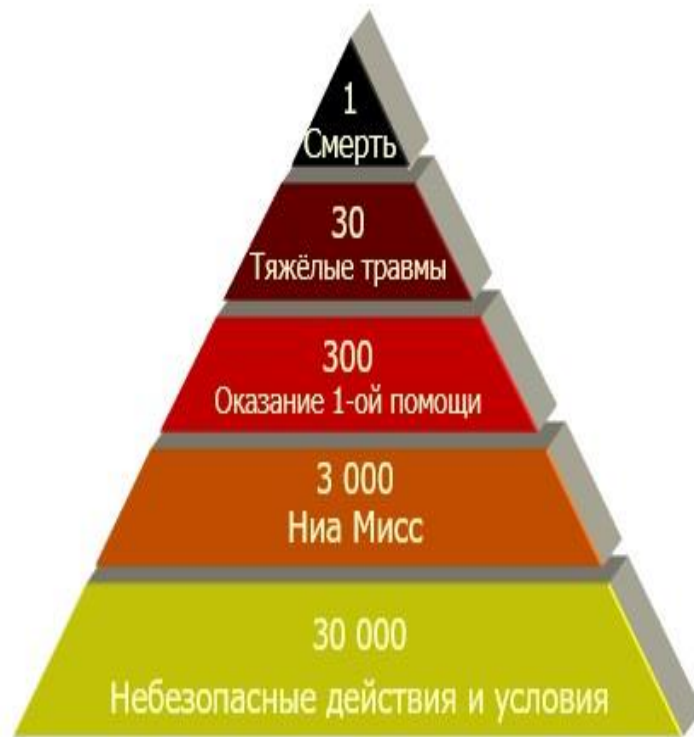 1
Смерть
30
Тяжёлые травмы
300
Оказание 1-ой помощи
3 000
Ниа Мисс
30 000
Небезопасные действия и условия